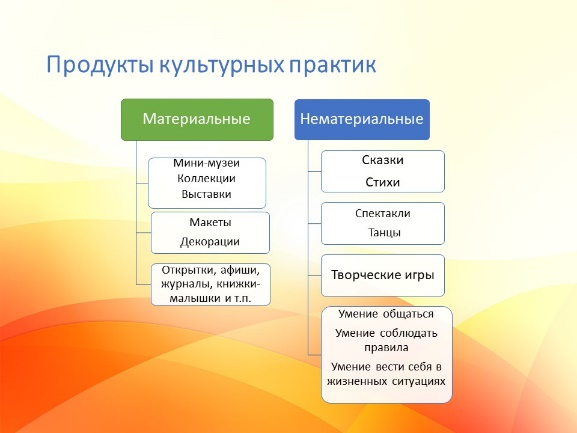 Продукты культурных практик
Материальные
Мини-музеи
Коллекции
Выставки
Макеты
Декорации
Открытки, афиши,
журналы, книжки-
малышки и т.п.
Нематериальные
Сказки
Стихи
Спектакли
Танцы
Творческие игры
Умение общаться
Умение соблюдать
правила
Умение вести себя в
жизненных ситуациях